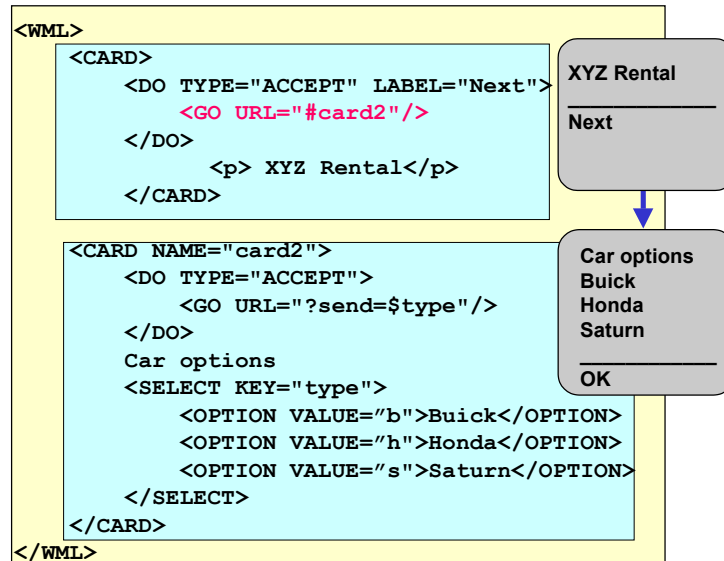 <WML>
<CARD>
<DO TYPE="ACCEPT" LABEL="Next">
<GO URL="#card2"/>
</DO>
<p> XYZ Rental</p>
</CARD>
XYZ Rental
Next
<CARD NAME="card2">
<DO TYPE="ACCEPT">
<GO URL="?send=$type"/>
</DO>
Car options
<SELECT KEY="type">
<OPTION VALUE=”b">Buick</OPTION>
<OPTION VALUE=”h">Honda</OPTION>
<OPTION VALUE=”s">Saturn</OPTION>
</SELECT>
</CARD>
</WML>
Car options
Buick
Honda
Saturn
OK